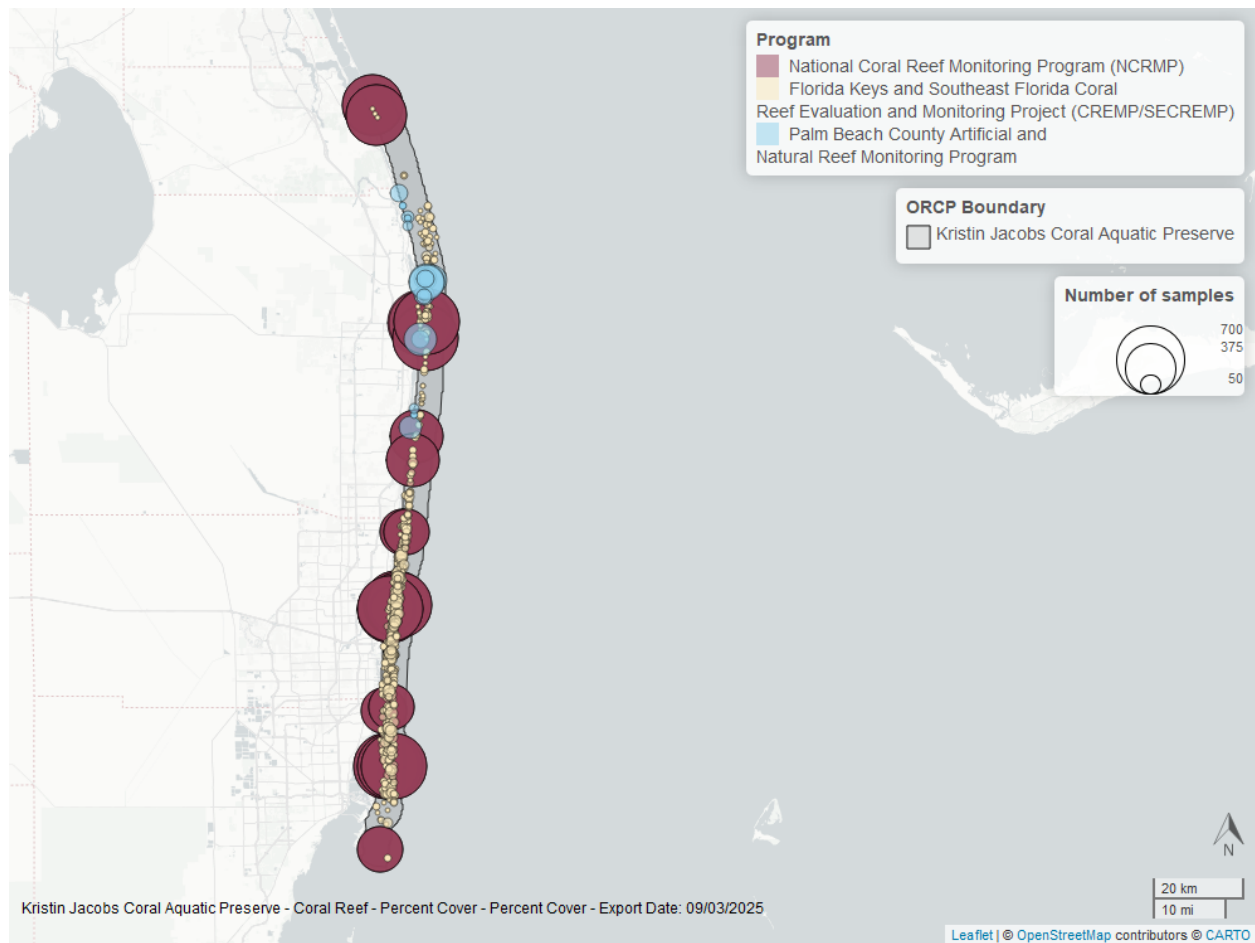 Program
National Coral Reef Monitoring Program (NCRMP)
Florida Keys and Southeast Florida Coral
Reef Evaluation and Monitoring Project (CREMP/SECREMP)
Palm Beach County Artificial and
Natural Reef Monitoring Program
ORCP Boundary
Kristin Jacobs Coral Aquatic Preserve
Number of samples
700
375
50
N
20 km
10 mi
Kristin Jacobs Coral Aquatic Preserve - Coral Reef - Percent Cover - Percent Cover - Export Date: 09/03/2025
Leaflet | © OpenStreetMap contributors © CARTO